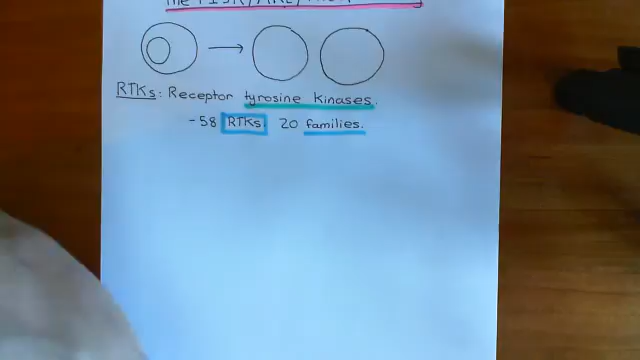 RTKs: Receptor tyrosine kinases.
-58 RTKs 20 families.